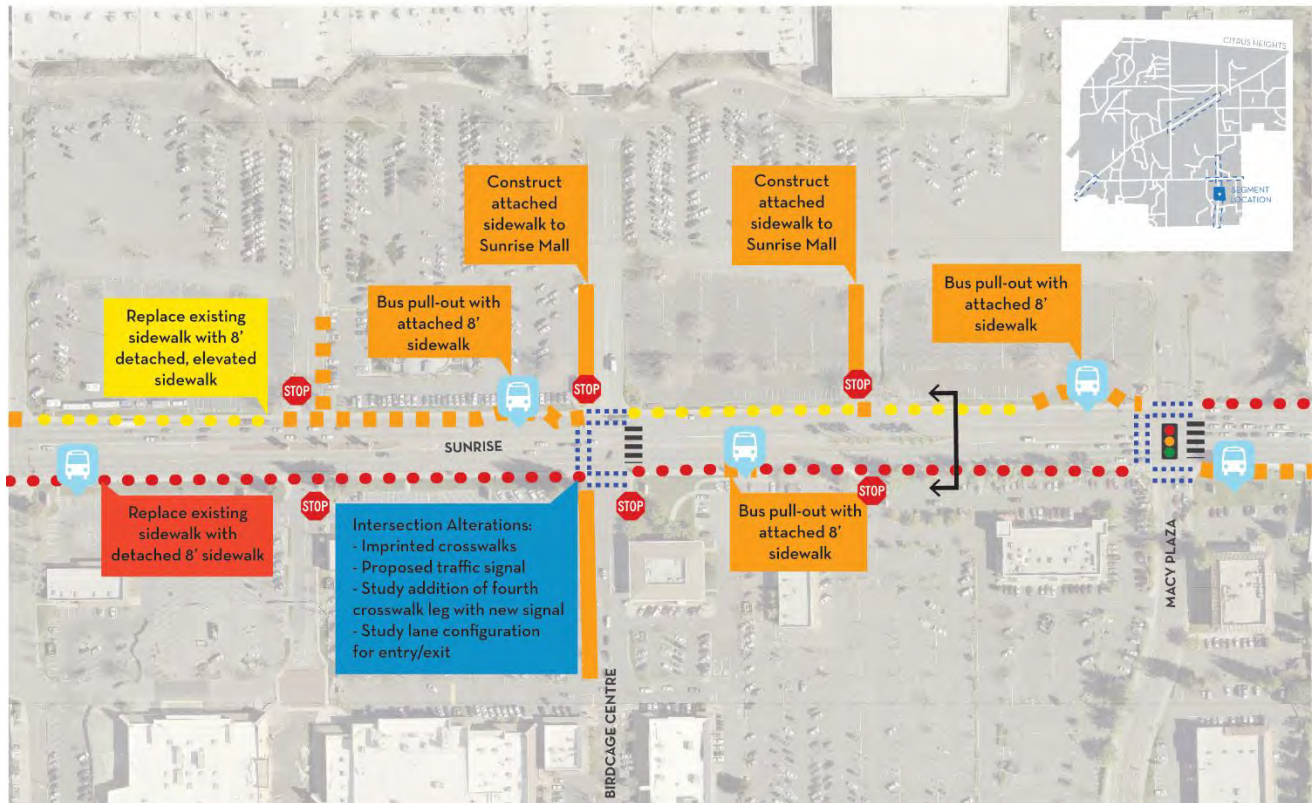 CITRUS HEIGHTS
SEGMENT
LOCATION
Construct
attached
sidewalk to
Sunrise Mall
Construct
attached
sidewalk to
Sunrise Mall
Bus pull-out with
attached 8'
sidewalk
Bus pull-out with
attached 8'
sidewalk
Replace existing
sidewalk with 8'
detached, elevated
sidewalk
STOP
STOP
STOP
SUNRISE
STOP
STOP
STOP
Replace existing
sidewalk with
detached 8' sidewalk
Intersection Alterations:
- Imprinted crosswalks
- Proposed traffic signal
- Study addition of fourth
crosswalk leg with new signal
- Study lane configuration
for entry/exit
Bus pull-out with
attached 8'
sidewalk
BIRDCAGE CENTRE
MACY PLAZA